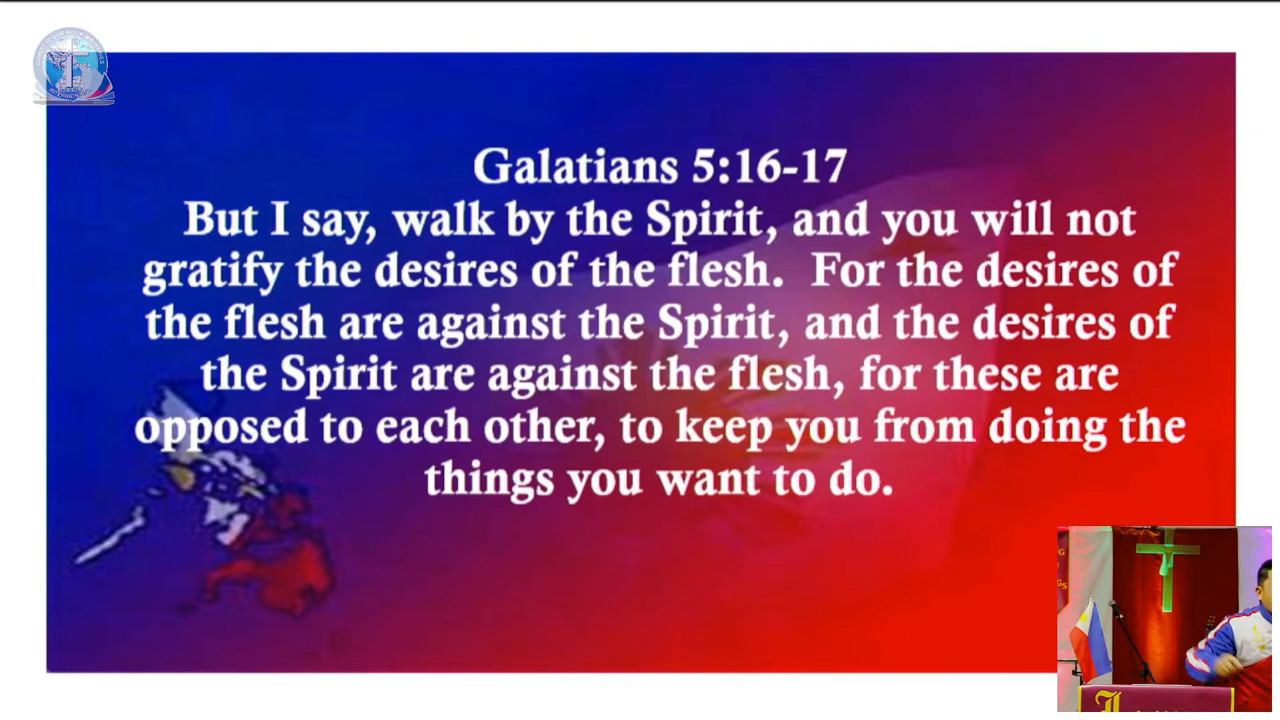 Galatians 5:16-17
But I say, walk by the Spirit, and you will not
gratify the desires of the flesh.  For the desires of
the flesh are against the Spirit, and the desires of
the Spirit are against the flesh, for these are
opposed to each other, to keep you from doing the
things you want to do.